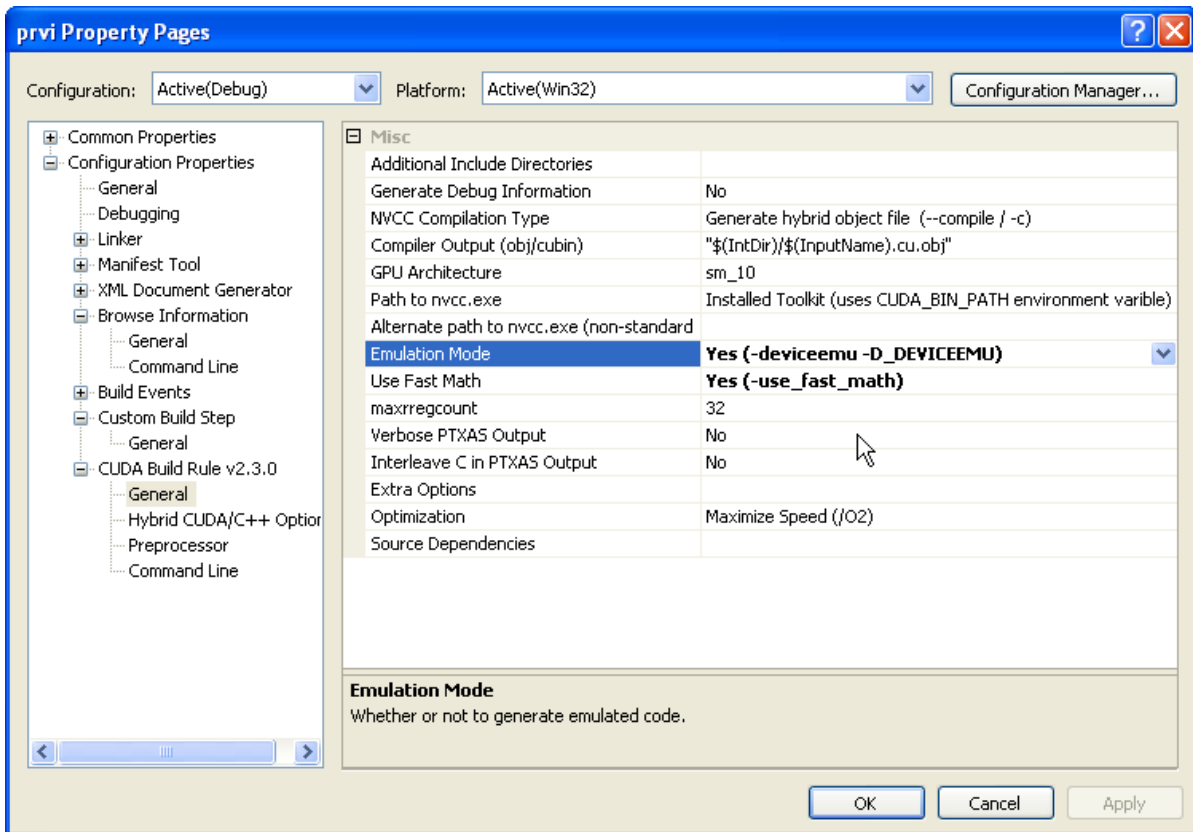 prvi Property Pages
Configuration: Active(Debug) Platform: Active(Win32) Configuration Manager...
Common Properties
Configuration Properties
General
Debugging
Linker
Manifest Tool
XML Document Generator
Browse Information
General
Command Line
Build Events
Custom Build Step
General
CUDA Build Rule v2.3.0
General
Hybrid CUDA/C++ Option
Preprocessor
Command Line
Misc
Additional Include Directories
Generate Debug Information No
NVCC Compilation Type Generate hybrid object file (--compile / -c)
Compiler Output (obj/cubin) "$(IntDir)/$(InputName).cu.obj"
GPU Architecture sm_10
Path to nvcc.exe Installed Toolkit (uses CUDA_BIN_PATH environment varible)
Alternate path to nvcc.exe (non-standard
Emulation Mode Yes (-deviceemu -D_DEVICEEMU)
Use Fast Math Yes (-use_fast_math)
maxrregcount 32
Verbose PTXAS Output No
Interleave C in PTXAS Output No
Extra Options
Optimization Maximize Speed (/O2)
Source Dependencies
Emulation Mode
Whether or not to generate emulated code.
OK Cancel Apply